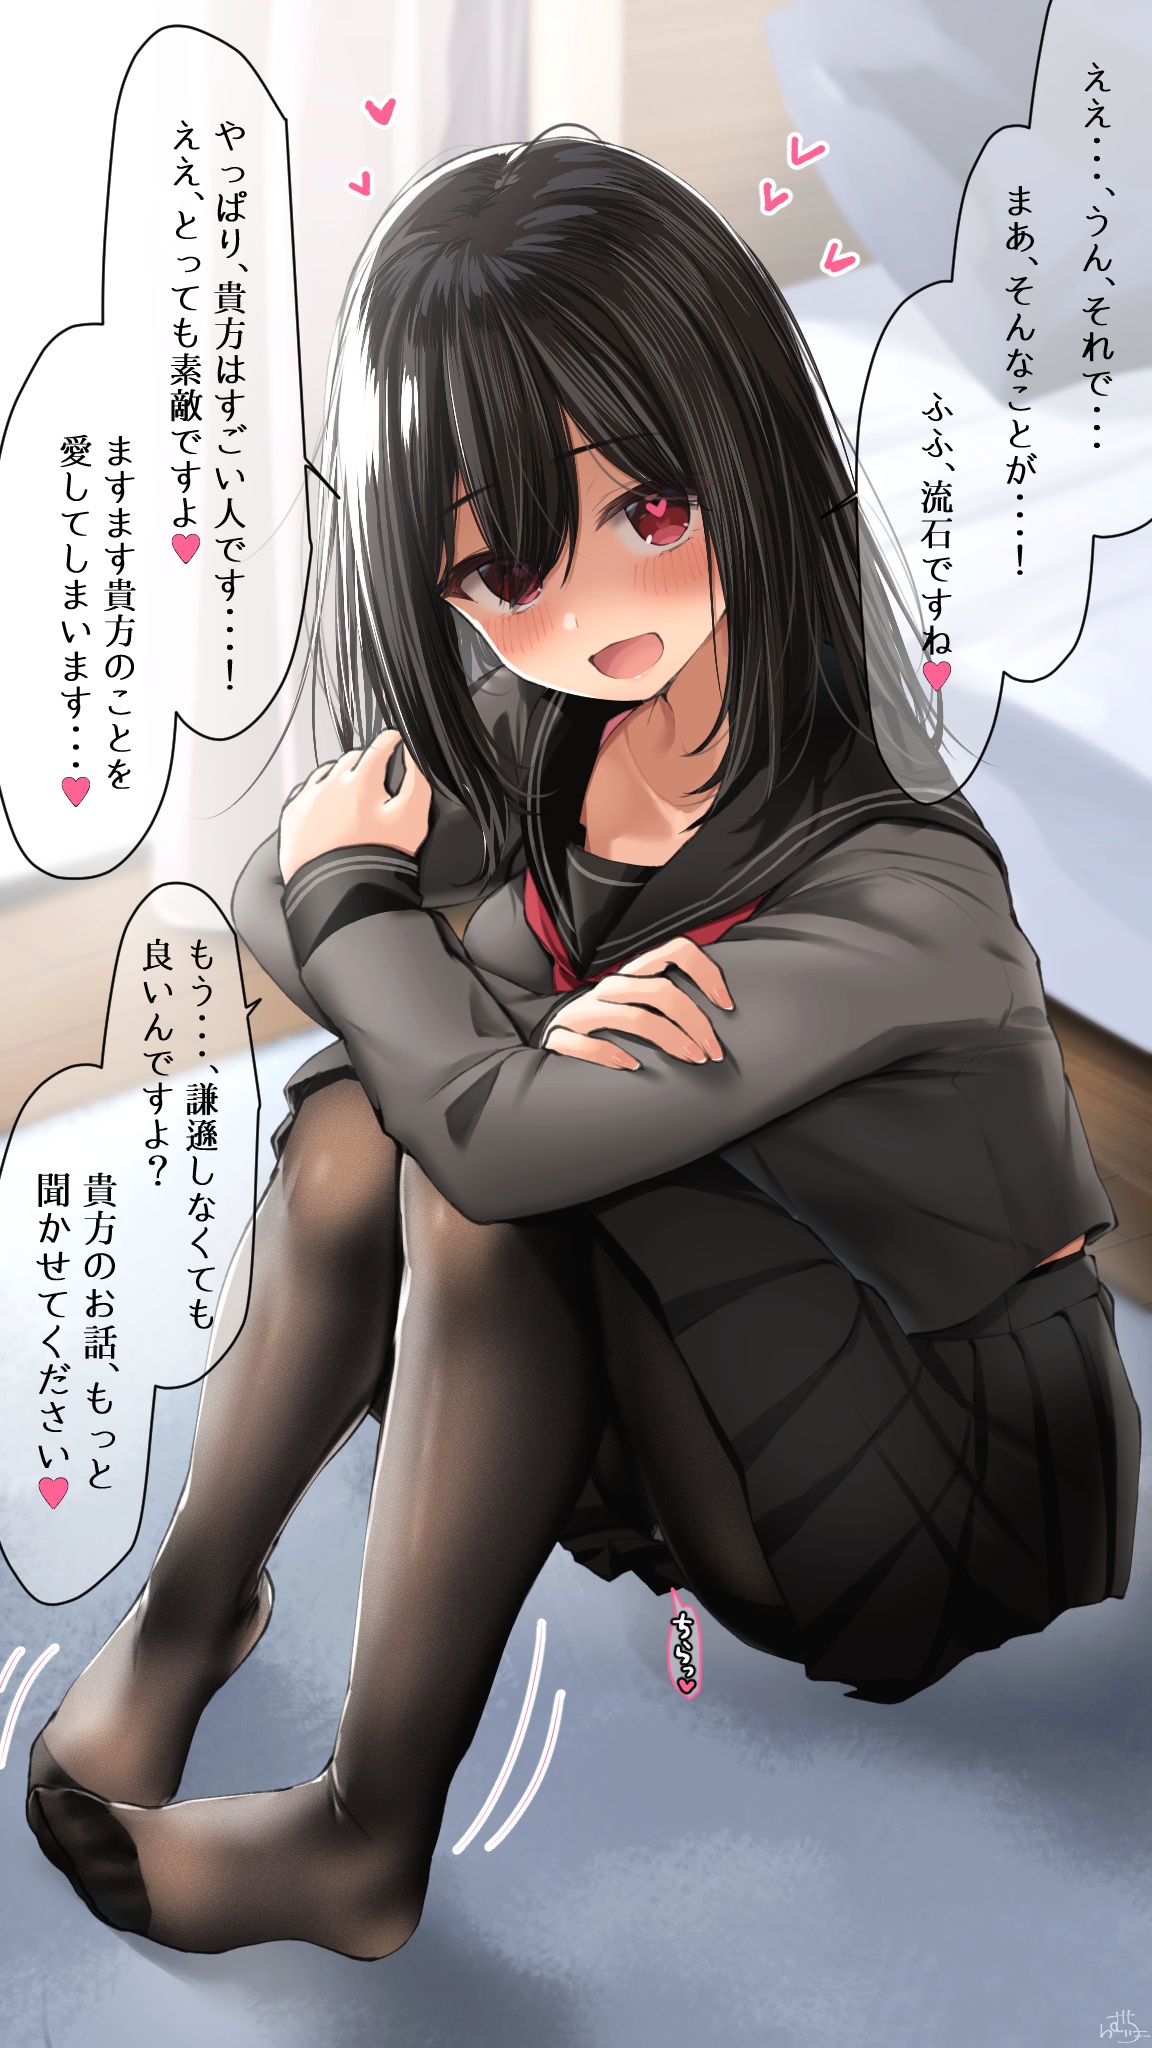 ええ・・・、うん、それで・・・
まあ、そんなことが・・・・!
ふふ、流石ですね♥
やっぱり、貴方はすごい人です・・・・!
ええ、とっても素敵ですよ♥
ますます貴方のことを
愛してしまいます・・・♥
もう・・・、謙遜しなくても
良いんですよ?
貴方のお話、もっと
聞かせてください♥
ちらっ♥